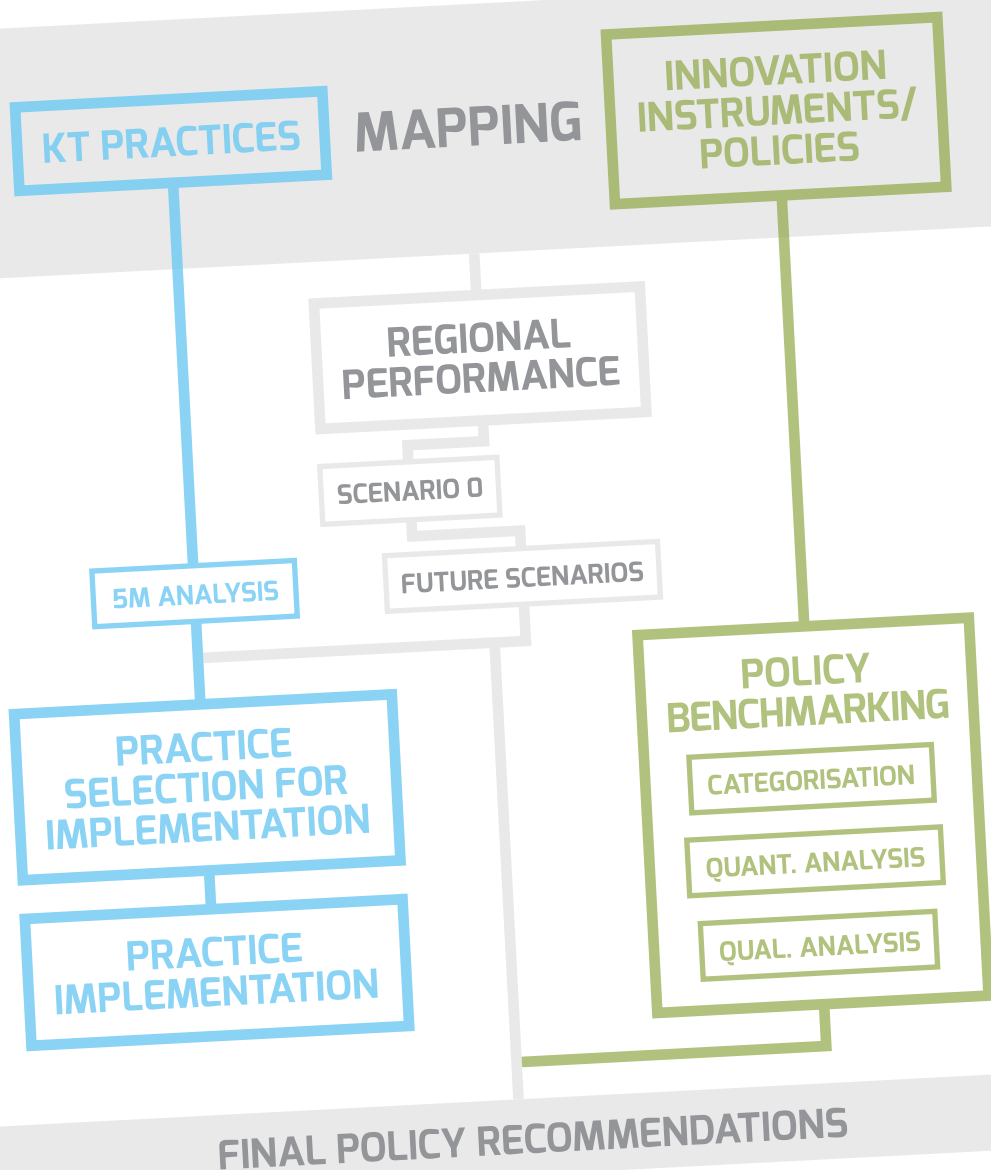 KT PRACTICES
MAPPING
INNOVATION
INSTRUMENTS/
POLICIES
REGIONAL
PERFORMANCE
SCENARIO 0
FUTURE SCENARIOS
5M ANALYSIS
PRACTICE
SELECTION FOR
IMPLEMENTATION
PRACTICE
IMPLEMENTATION
POLICY
BENCHMARKING
CATEGORISATION
QUANT. ANALYSIS
QUAL. ANALYSIS
FINAL POLICY RECOMMENDATIONS